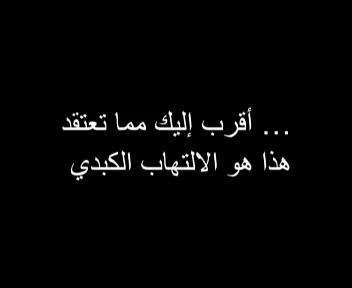 ... أقرب إليك مما تعتقد
هذا هو الالتهاب الكبدي